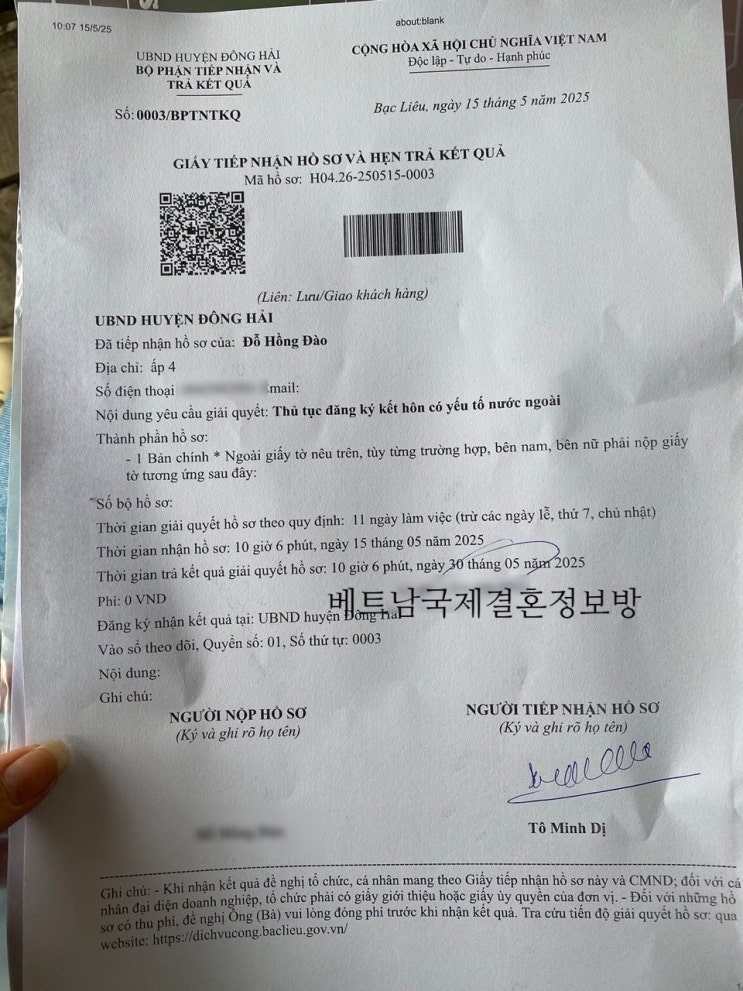 10:07 15/5/25
about:blank
UBND HUYỆN ĐÔNG HẢI
BỘ PHẬN TIẾP NHẬN VÀ
TRẢ KẾT QUẢ
Số: 0003/BPTNTKQ
CỘNG HÒA XÃ HỘI CHỦ NGHĨA VIỆT NAM
Độc lập - Tự do - Hạnh phúc
Bạc Liêu, ngày 15 tháng 5 năm 2025
GIẤY TIẾP NHẬN HỒ SƠ VÀ HẸN TRẢ KẾT QUẢ
Mã hồ sơ: H04.26-250515-0003
(Liên: Lưu/Giao khách hàng)
UBND HUYỆN ĐÔNG HẢI
Đã tiếp nhận hồ sơ của: Đỗ Hồng Đào
Địa chỉ: ấp 4
Số điện thoại mail:
Nội dung yêu cầu giải quyết: Thủ tục đăng ký kết hôn có yếu tố nước ngoài
Thành phần hồ sơ:
- 1 Bản chính * Ngoài giấy tờ nêu trên, tùy từng trường hợp, bên nam, bên nữ phải nộp giấy
tờ tương ứng sau đây:
Số bộ hồ sơ:
Thời gian giải quyết hồ sơ theo quy định: 11 ngày làm việc (trừ các ngày lễ, thứ 7, chủ nhật)
Thời gian nhận hồ sơ: 10 giờ 6 phút, ngày 15 tháng 05 năm 2025
Thời gian trả kết quả giải quyết hồ sơ: 10 giờ 6 phút, ngày 30 tháng 05 năm 2025
Phí: 0 VND
베트남국제결혼정보방
Đăng ký nhận kết quả tại: UBND huyện Đông Hải
Vào sổ theo dõi, Quyển số: 01, Số thứ tự: 0003
Nội dung:
Ghi chú:
NGƯỜI NỘP HỒ SƠ
(Ký và ghi rõ họ tên)
NGƯỜI TIẾP NHẬN HỒ SƠ
(Ký và ghi rõ họ tên)
Tô Minh Dị
Ghi chú: - Khi nhận kết quả đề nghị tổ chức, cá nhân mang theo Giấy tiếp nhận hồ sơ này và CMND; đối với cá
nhân đại diện doanh nghiệp, tổ chức phải có giấy giới thiệu hoặc giấy ủy quyền của đơn vị. - Đối với những hồ
sơ có thu phí, đề nghị Ông (Bà) vui lòng đóng phí trước khi nhận kết quả. Tra cứu tiến độ giải quyết hồ sơ: qua
website: https://dichvucong.baclieu.gov.vn/